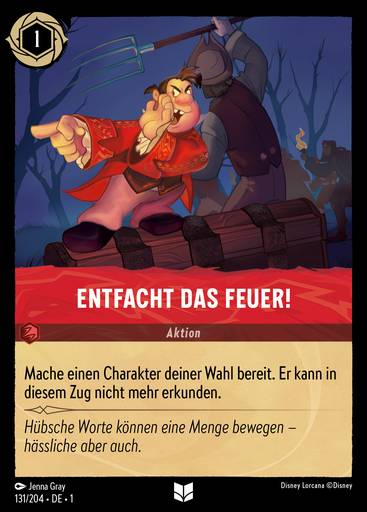 1
ENTFACHT DAS FEUER!
Aktion
Mache einen Charakter deiner Wahl bereit. Er kann in
diesem Zug nicht mehr erkunden.
Hübsche Worte können eine Menge bewegen –
hässliche aber auch.
Jenna Gray
131/204 • DE • 1
Disney Lorcana ©Disney